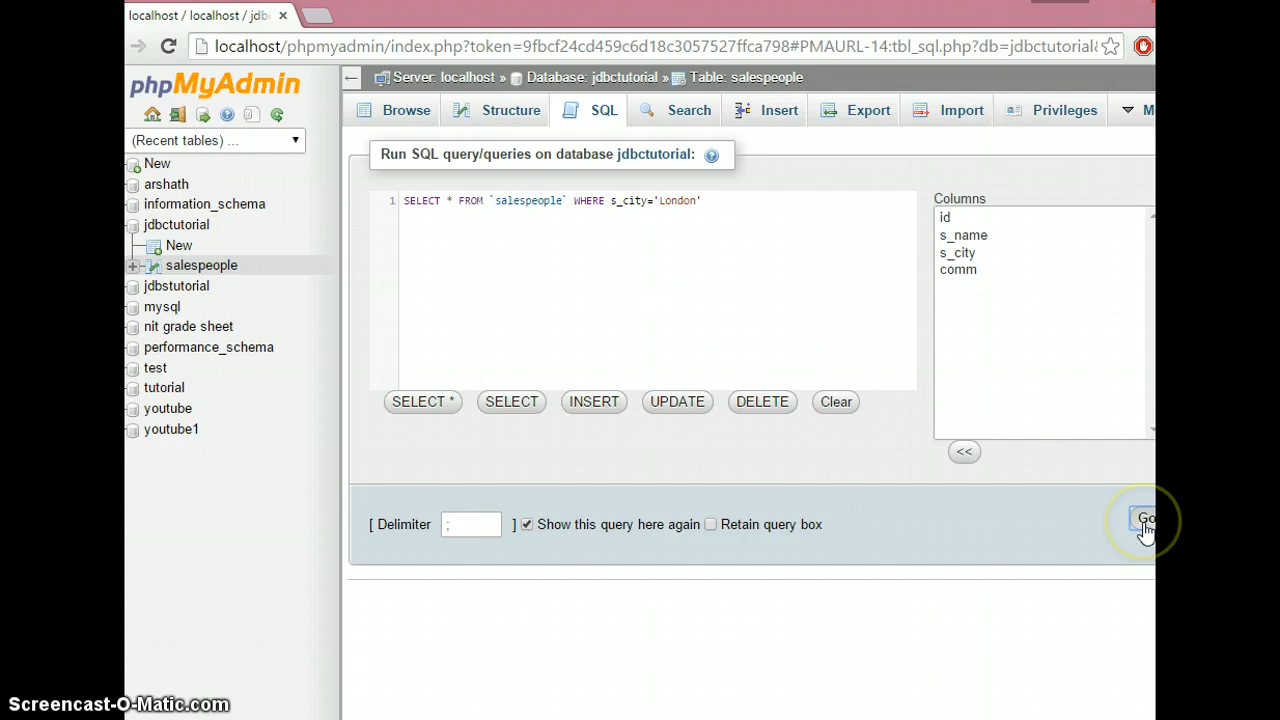 localhost / localhost / jdb
localhost/phpmyadmin/index.php?token=9fbcf24cd459c6d18c3057527ffca798#PMAURL-14:tbl_sql.php?db=jdbctutorial&
phpMyAdmin
(Recent tables) ...
New
arshath
information_schema
jdbctutorial
New
salespeople
jdbstutorial
mysql
nit grade sheet
performance_schema
test
tutorial
youtube
youtube1
Server: localhost » Database: jdbctutorial » Table: salespeople
Browse Structure SQL Search Insert Export Import Privileges M
Run SQL query/queries on database jdbctutorial:
1 SELECT * FROM `salespeople` WHERE s_city='London'
Columns
id
s_name
s_city
comm
SELECT * SELECT INSERT UPDATE DELETE Clear
<<
[ Delimiter ; ] Show this query here again Retain query box
Go
Screencast-O-Matic.com